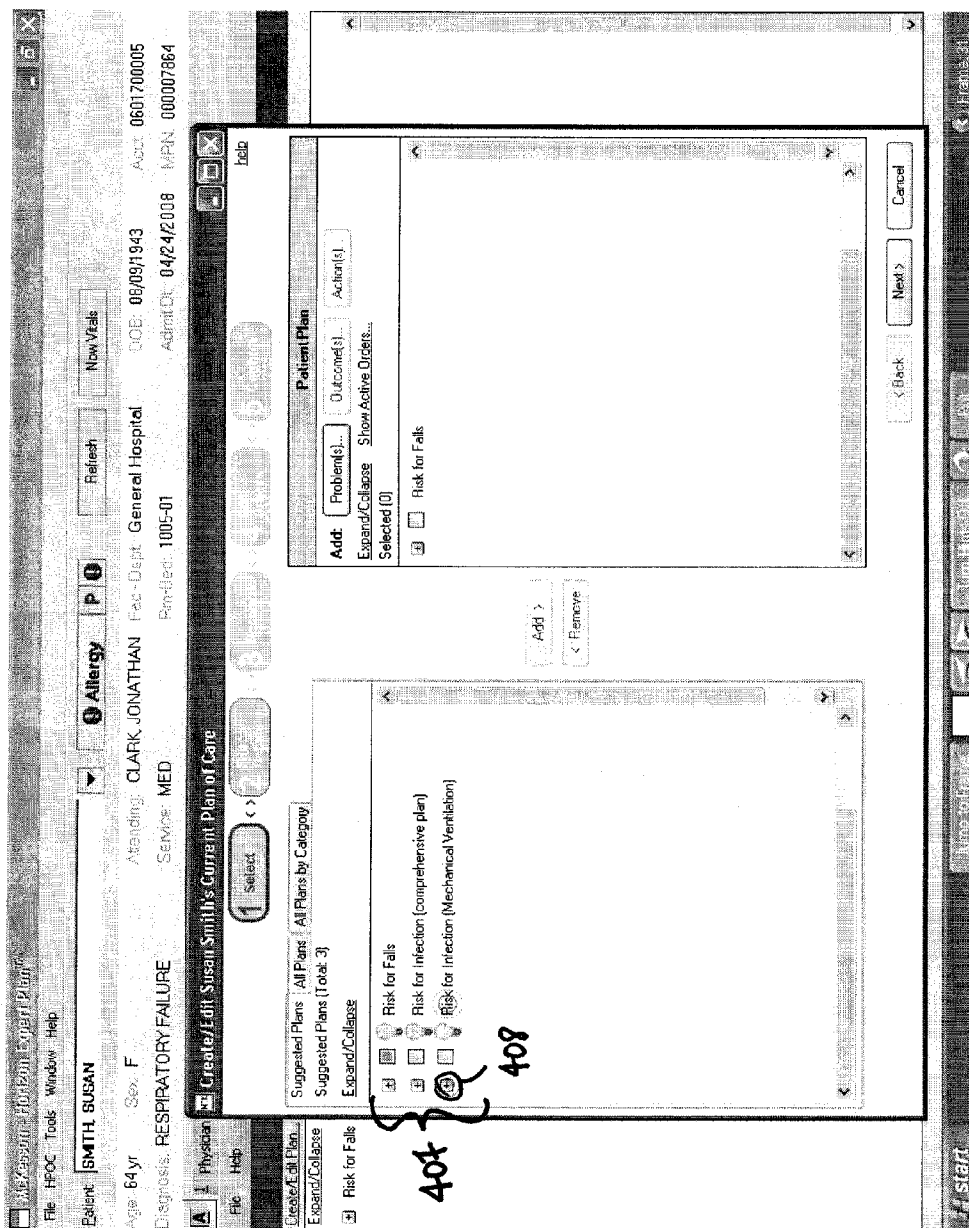 McKesson Horizon Expert Plan™
File HPOC Tools Window Help
Patient SMITH, SUSAN
Allergy P
Refresh
New Vitals
Age: 64 yr Sex: F Attending: CLARK, JONATHAN Fac-Dept: General Hospital DOB: 08/09/1943 Acct: 0601700005
Diagnosis: RESPIRATORY FAILURE Service: MED Rm-Bed: 1005-01 Admit Dt: 04/24/2008 MRN: 000007864
A I Physician
File Help
Create/Edit Plan...
Expand/Collapse
Risk for Falls
Create/Edit Susan Smith's Current Plan of Care
help
1 Select
Suggested Plans All Plans All Plans by Category
Suggested Plans (Total: 3)
Expand/Collapse
Risk for Falls
Risk for Infection (comprehensive plan)
Risk for Infection (Mechanical Ventilation)
404
408
Add >
< Remove
Patient Plan
Add: Problem(s)... Outcome(s)... Action(s)...
Expand/Collapse Show Active Orders...
Selected (0)
Risk for Falls
< Back
Next >
Cancel
start